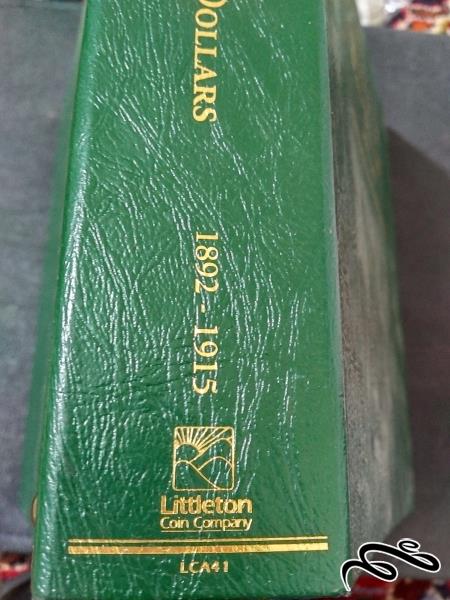 DOLLARS
1892 - 1915
Littleton
Coin Company
LCA41